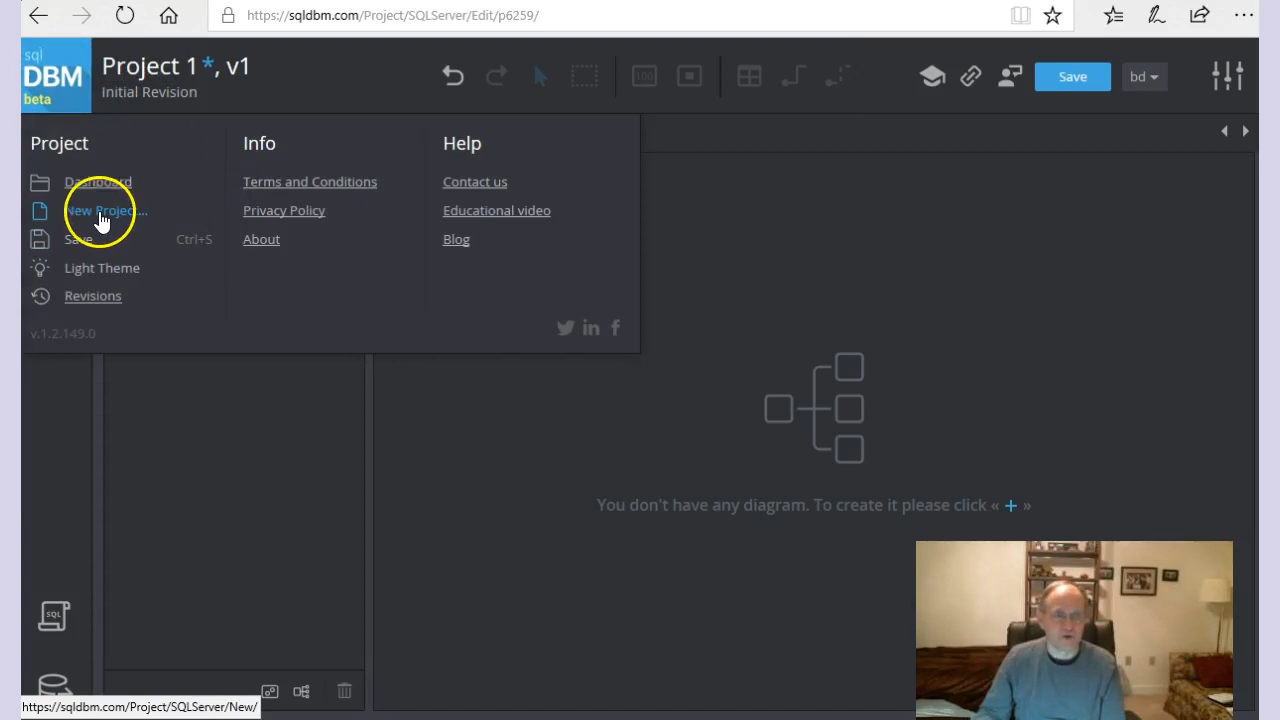 https://sqldbm.com/Project/SQLServer/Edit/p6259/
sql
DBM
beta
Project 1 *, v1
Initial Revision
100
Save
bd
Project
Info
Help
Dashboard
Terms and Conditions
Contact us
New Project...
Privacy Policy
Educational video
Save
Ctrl+S
About
Blog
Light Theme
Revisions
v.1.2.149.0
You don't have any diagram. To create it please click « + »
SQL
https://sqldbm.com/Project/SQLServer/New/